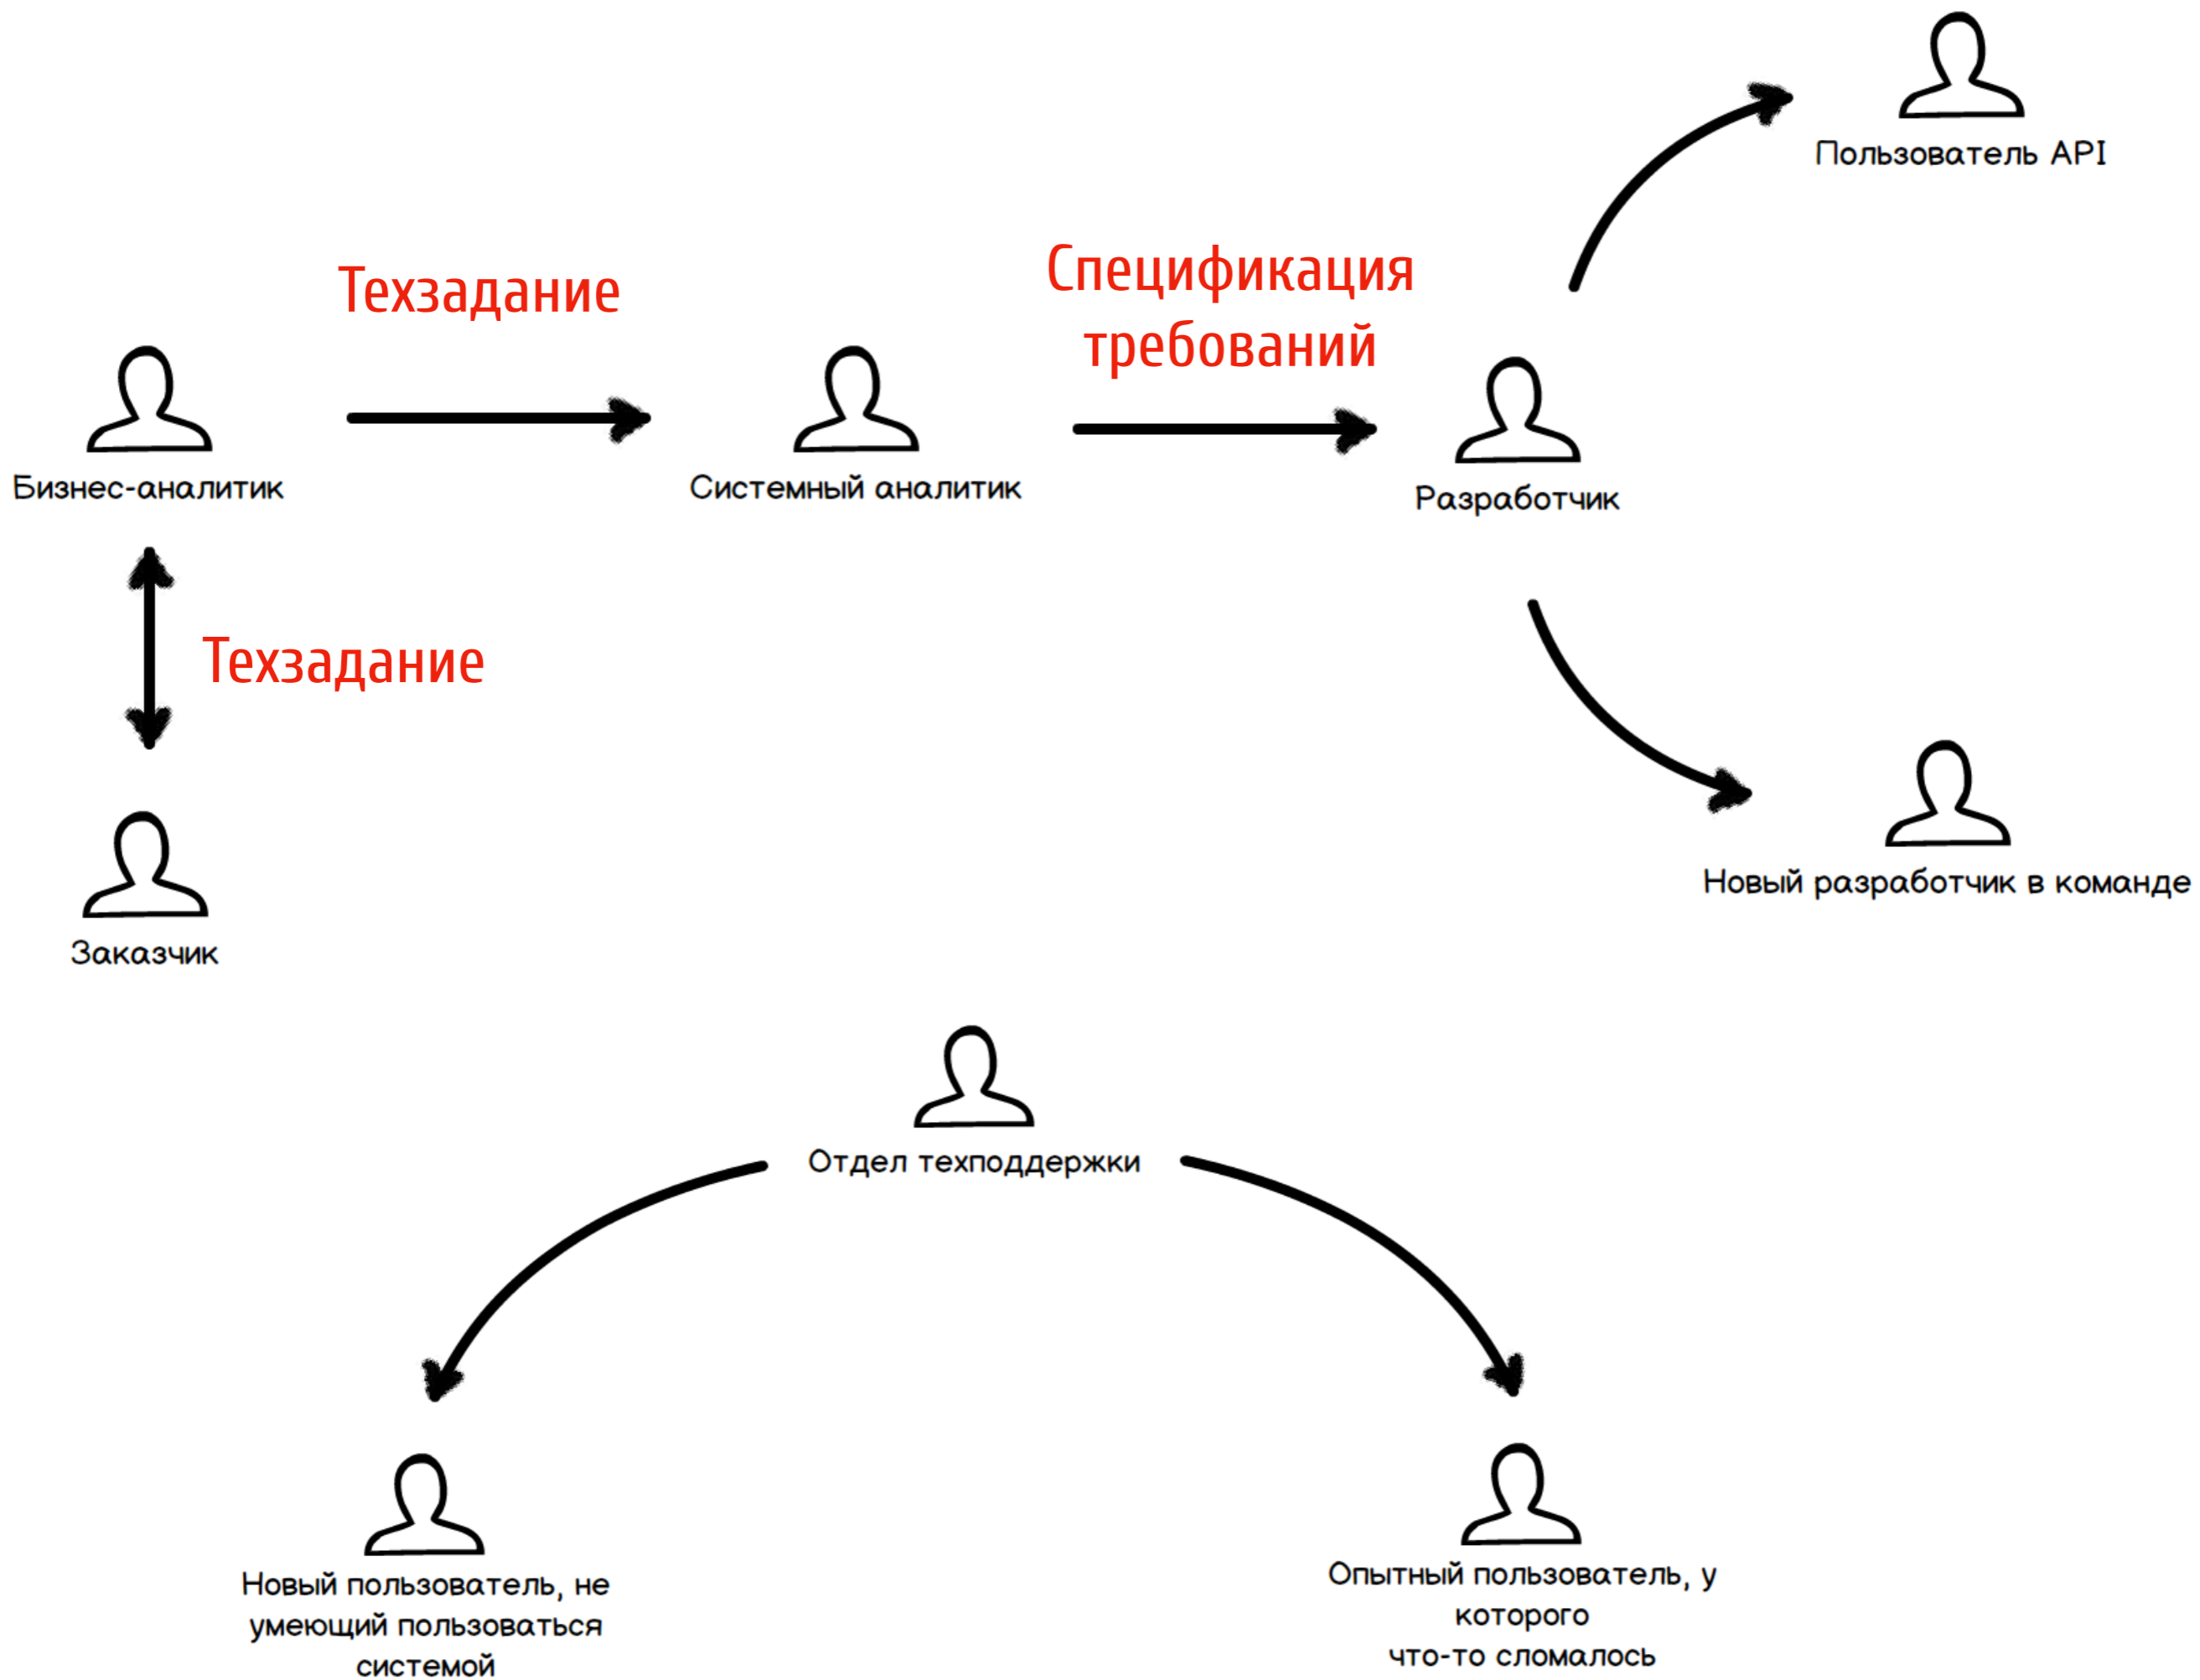 Пользователь API
Техзадание
Спецификация
требований
Бизнес-аналитик
Системный аналитик
Разработчик
Техзадание
Заказчик
Новый разработчик в команде
Отдел техподдержки
Новый пользователь, не
умеющий пользоваться
системой
Опытный пользователь, у
которого
что-то сломалось